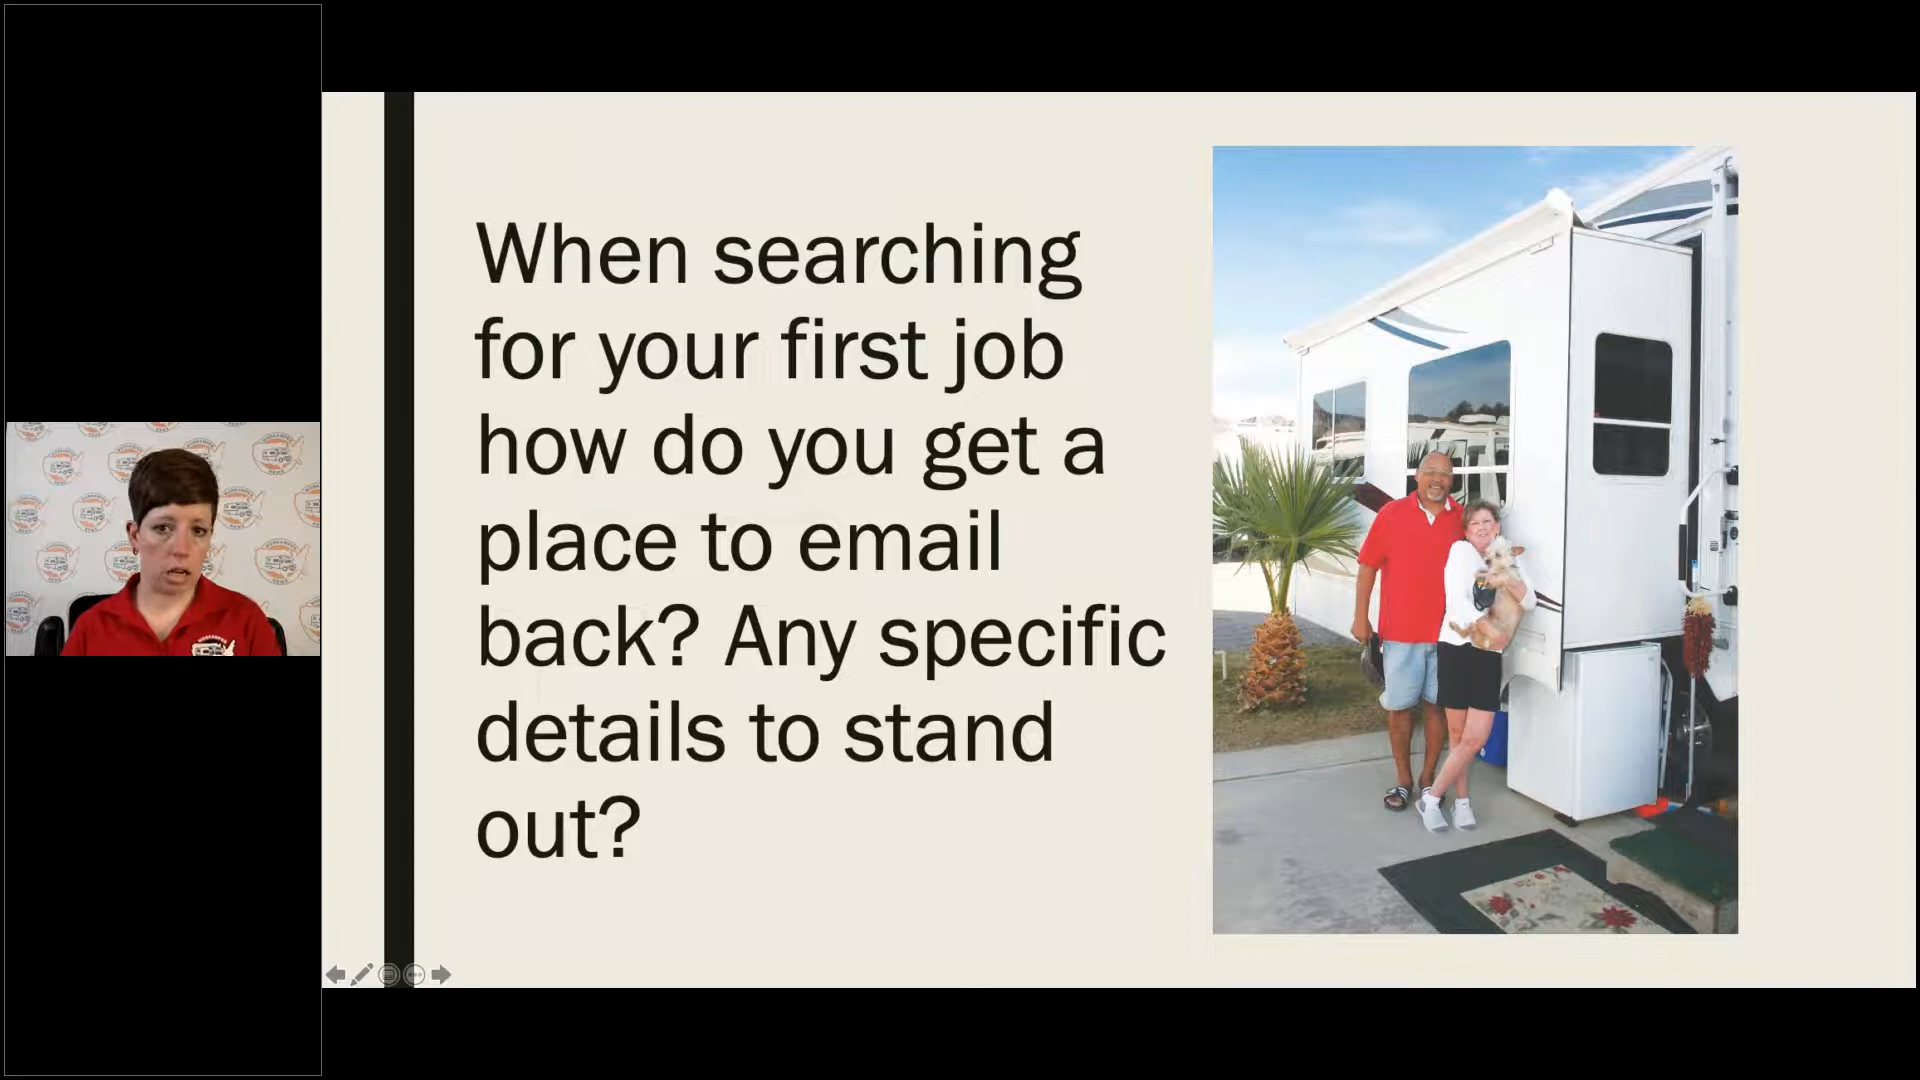 When searching
for your first job
how do you get a
place to email
back? Any specific
details to stand
out?